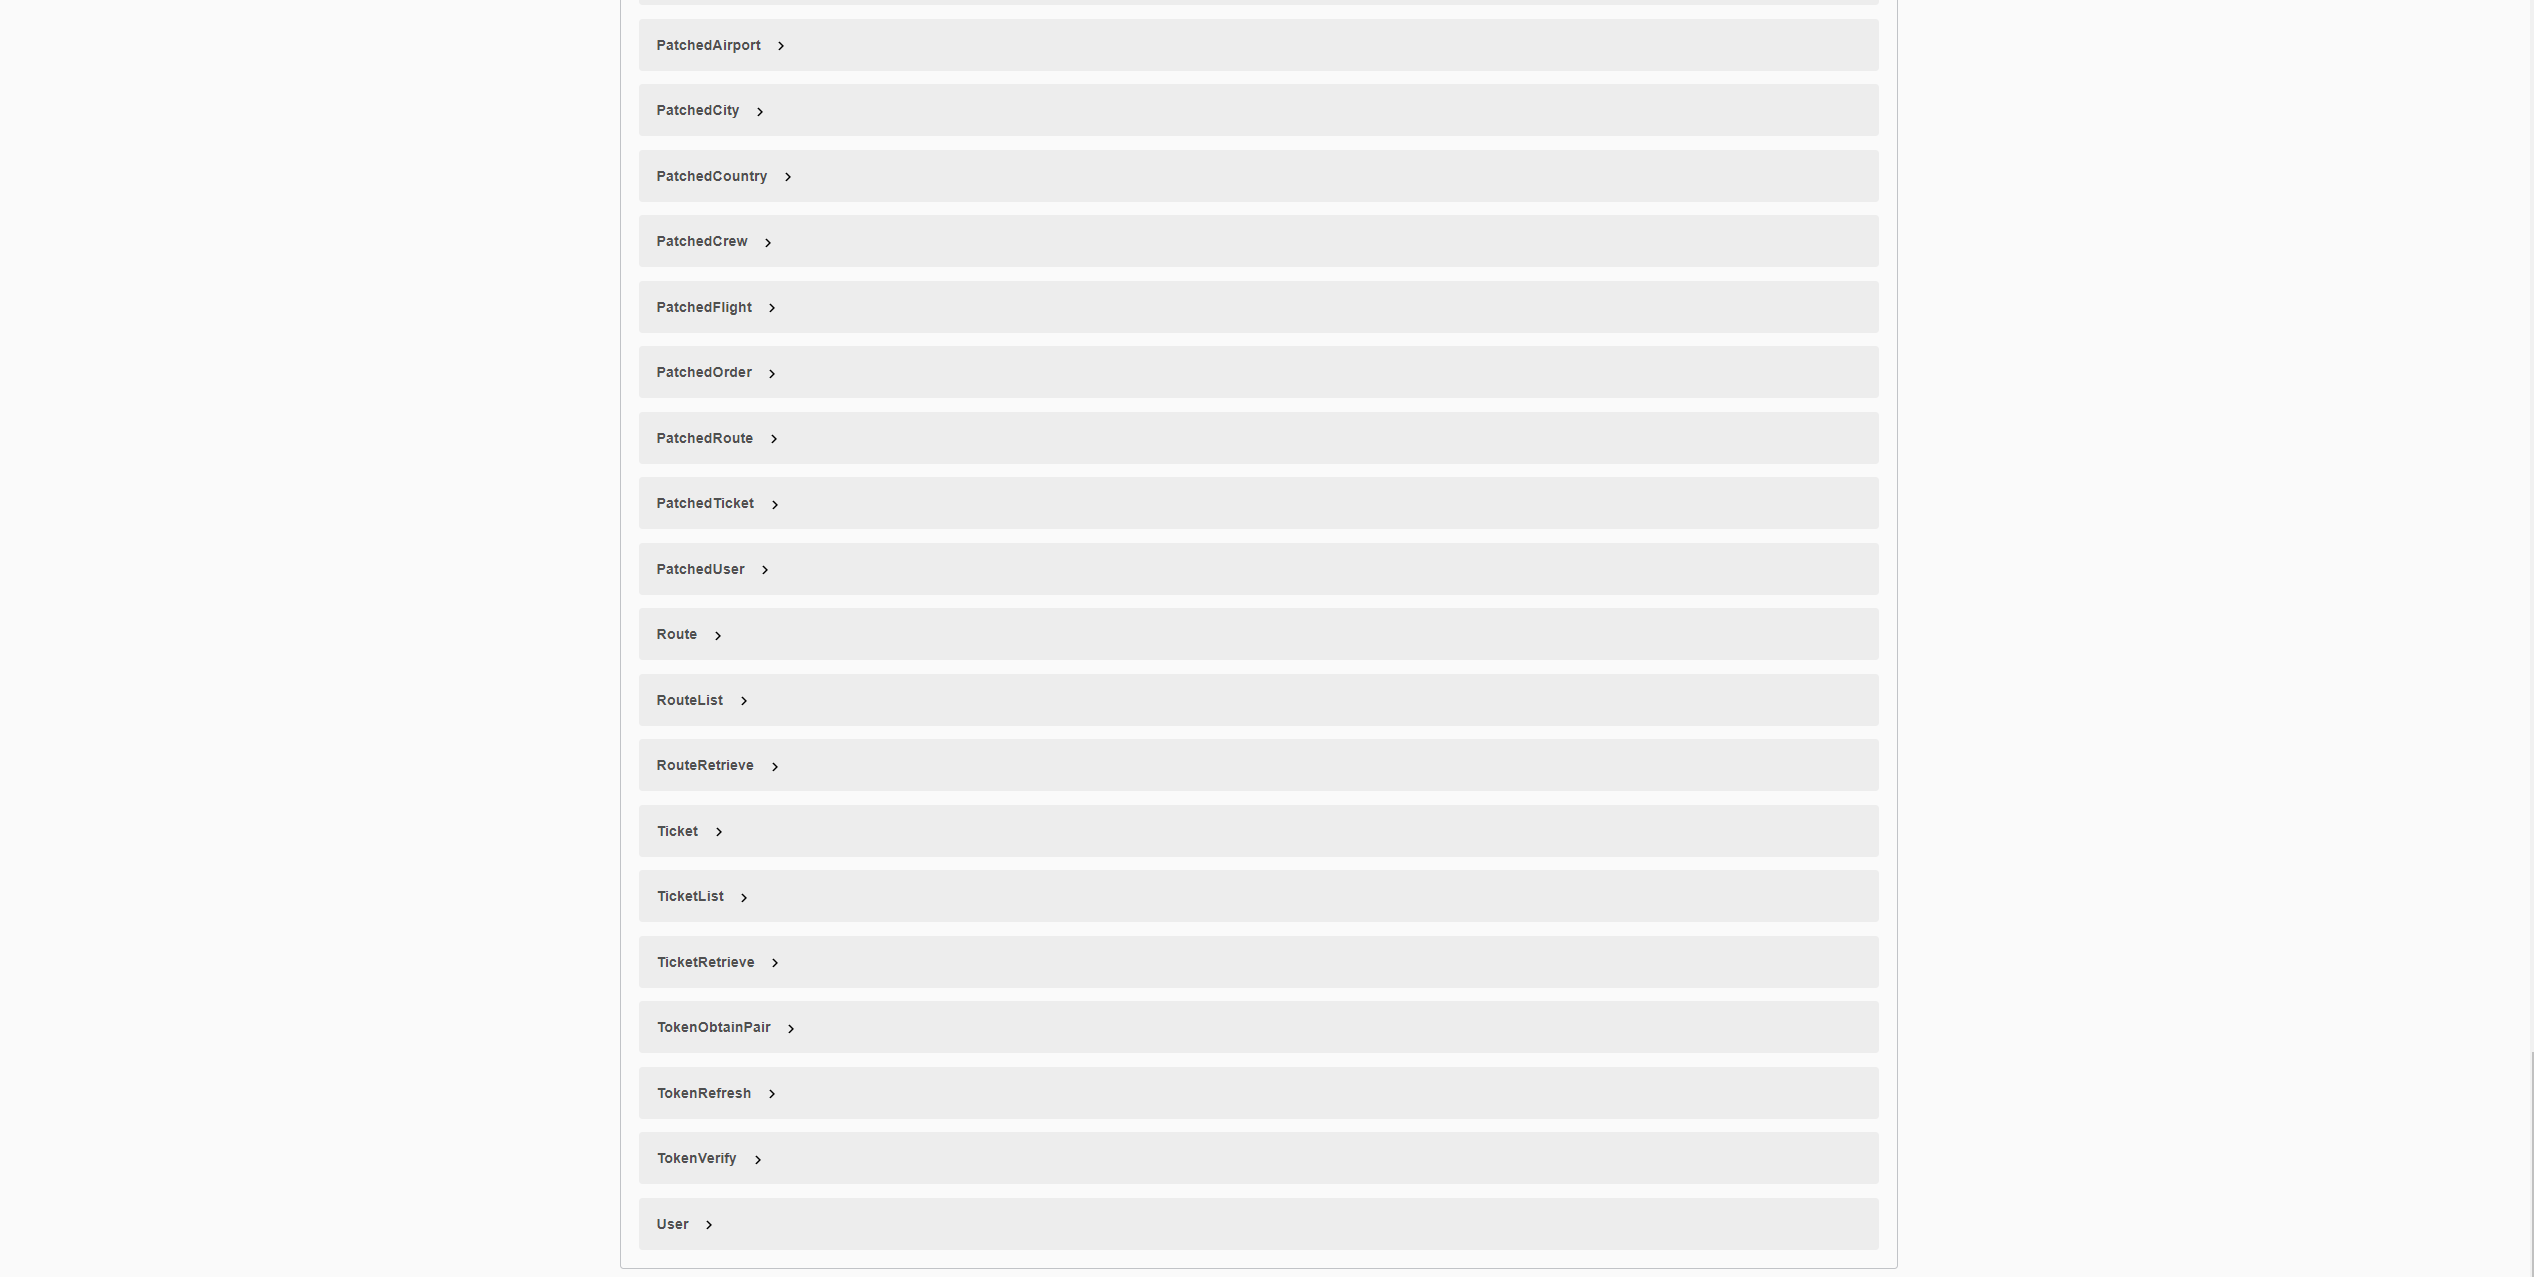 PatchedAirport
PatchedCity
PatchedCountry
PatchedCrew
PatchedFlight
PatchedOrder
PatchedRoute
PatchedTicket
PatchedUser
Route
RouteList
RouteRetrieve
Ticket
TicketList
TicketRetrieve
TokenObtainPair
TokenRefresh
TokenVerify
User